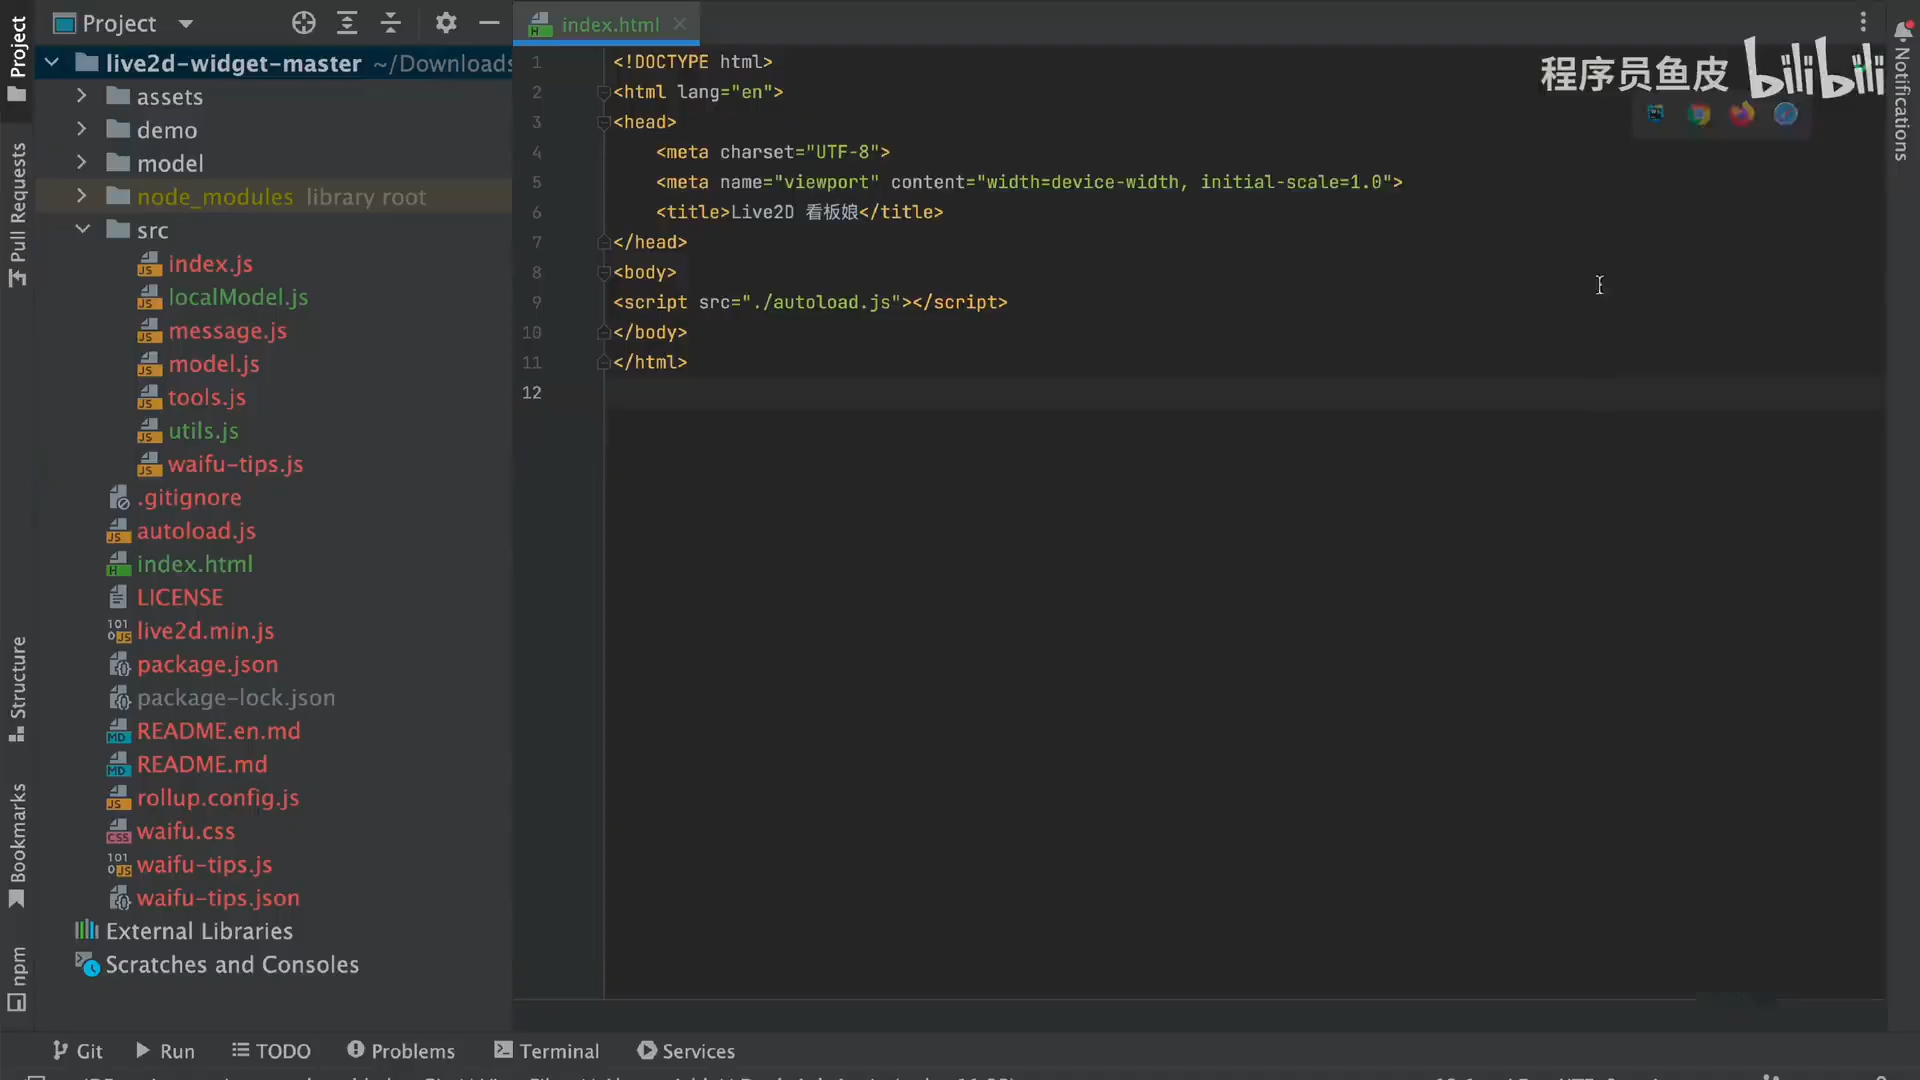 Project
live2d-widget-master ~/Downloads
assets
demo
model
node_modules library root
src
index.js
localModel.js
message.js
model.js
tools.js
utils.js
waifu-tips.js
.gitignore
autoload.js
index.html
LICENSE
live2d.min.js
package.json
package-lock.json
README.en.md
README.md
rollup.config.js
waifu.css
waifu-tips.js
waifu-tips.json
External Libraries
Scratches and Consoles
Project
Pull Requests
Structure
Bookmarks
npm
index.html
1 <!DOCTYPE html>
2 <html lang="en">
3 <head>
4 <meta charset="UTF-8">
5 <meta name="viewport" content="width=device-width, initial-scale=1.0">
6 <title>Live2D 看板娘</title>
7 </head>
8 <body>
9 <script src="./autoload.js"></script>
10 </body>
11 </html>
12
程序员鱼皮 bilibili
Notifications
Git Run TODO Problems Terminal Services